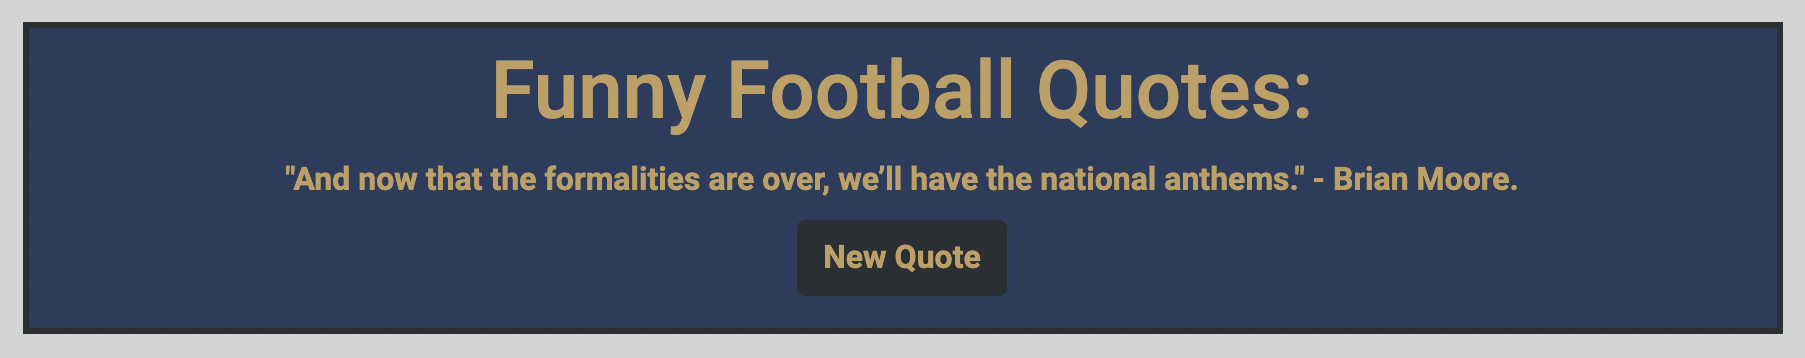 Funny Football Quotes:
"And now that the formalities are over, we’ll have the national anthems." - Brian Moore.
New Quote